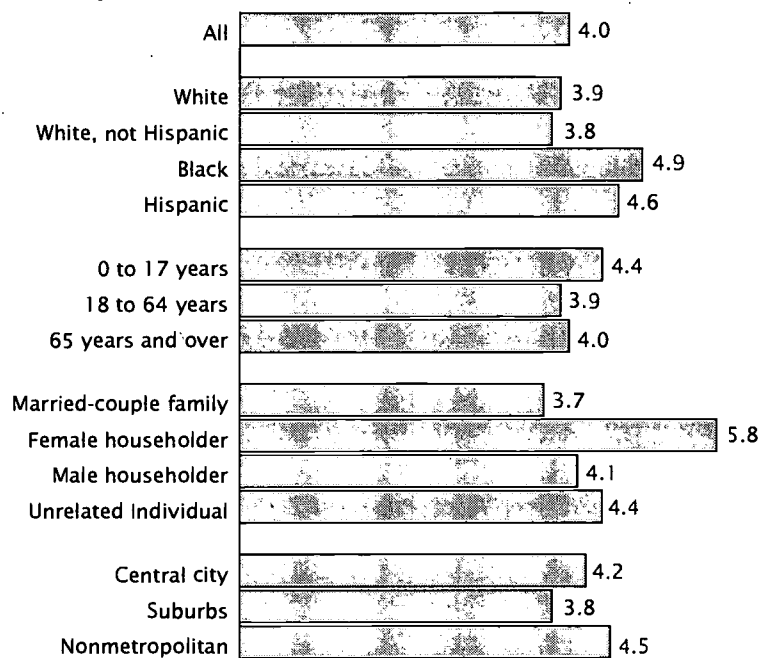 All 4.0
White 3.9
White, not Hispanic 3.8
Black 4.9
Hispanic 4.6
0 to 17 years 4.4
18 to 64 years 3.9
65 years and over 4.0
Married-couple family 3.7
Female householder 5.8
Male householder 4.1
Unrelated Individual 4.4
Central city 4.2
Suburbs 3.8
Nonmetropolitan 4.5